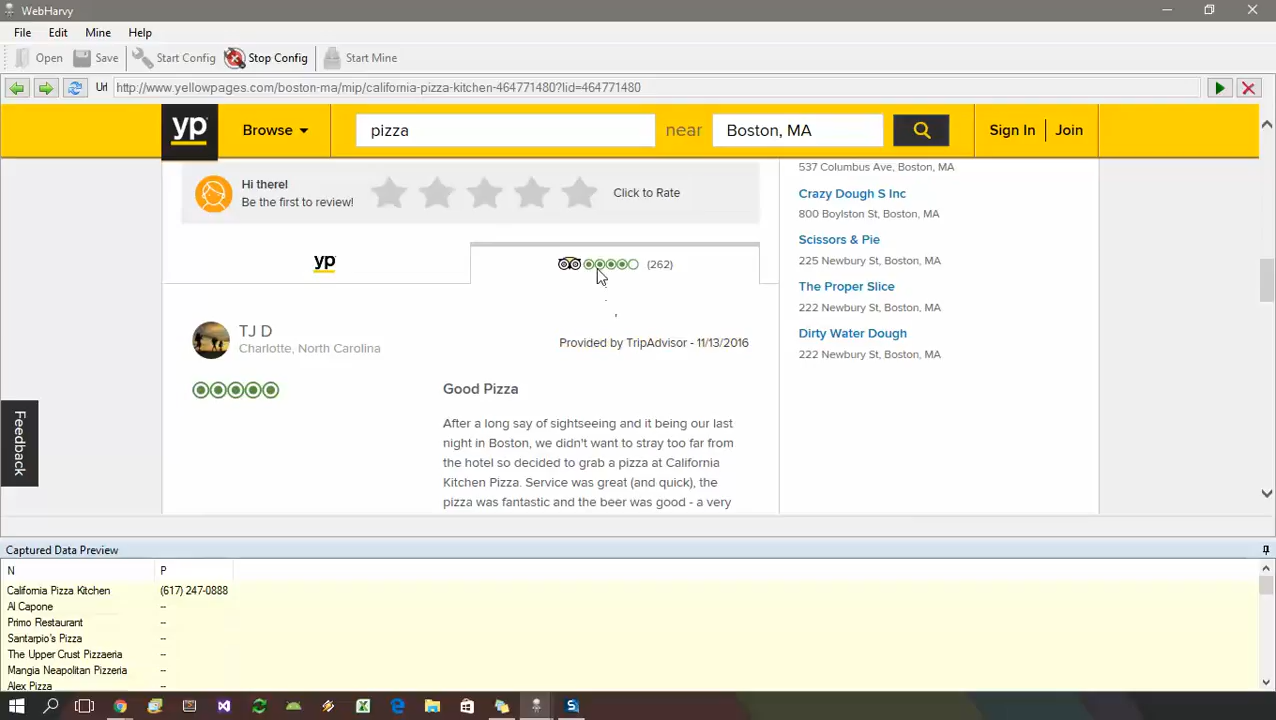 WebHarvy
File Edit Mine Help
Open Save Start Config Stop Config Start Mine
Url http://www.yellowpages.com/boston-ma/mip/california-pizza-kitchen-464771480?lid=464771480
yp Browse pizza near Boston, MA Sign In Join
537 Columbus Ave, Boston, MA
Hi there!
Be the first to review!
Click to Rate
Crazy Dough S Inc
800 Boylston St, Boston, MA
Scissors & Pie
225 Newbury St, Boston, MA
yp
(262)
The Proper Slice
222 Newbury St, Boston, MA
Dirty Water Dough
222 Newbury St, Boston, MA
TJ D
Charlotte, North Carolina
Provided by TripAdvisor - 11/13/2016
Good Pizza
After a long say of sightseeing and it being our last
night in Boston, we didn't want to stray too far from
the hotel so decided to grab a pizza at California
Kitchen Pizza. Service was great (and quick), the
pizza was fantastic and the beer was good - a very
Feedback
Captured Data Preview
N P
California Pizza Kitchen (617) 247-0888
Al Capone --
Primo Restaurant --
Santarpio's Pizza --
The Upper Crust Pizzaeria --
Mangia Neapolitan Pizzeria --
Alex Pizza --